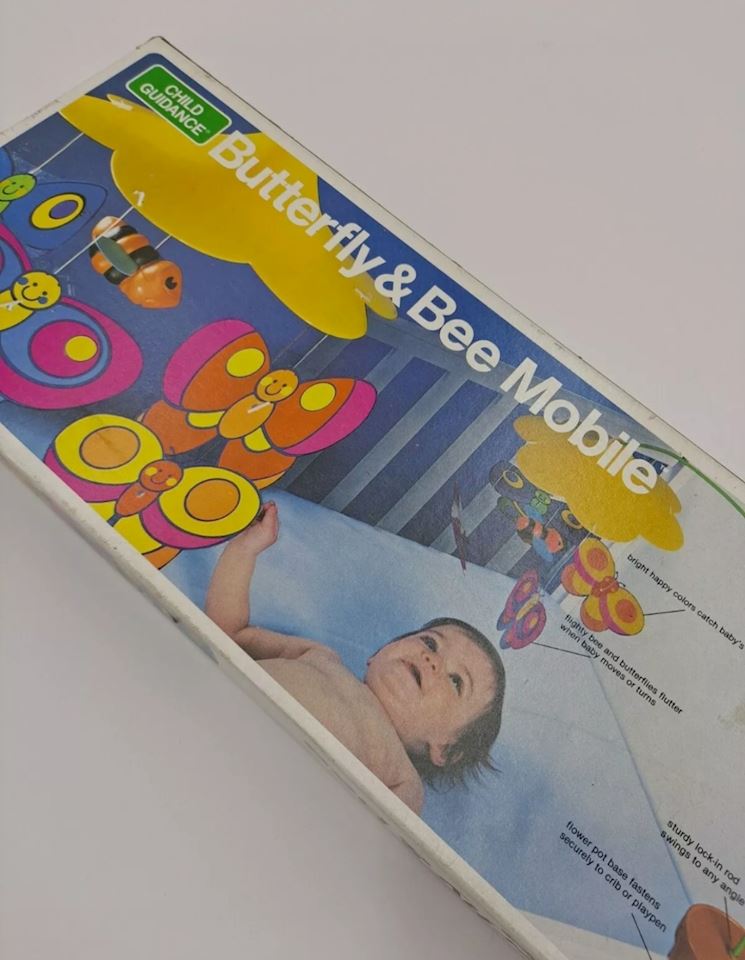 CHILD
GUIDANCE®
Butterfly & Bee Mobile™
bright happy colors catch baby's
flighty bee and butterflies flutter
when baby moves or turns
sturdy lock-in rod
swings to any angle
flower pot base fastens
securely to crib or playpen